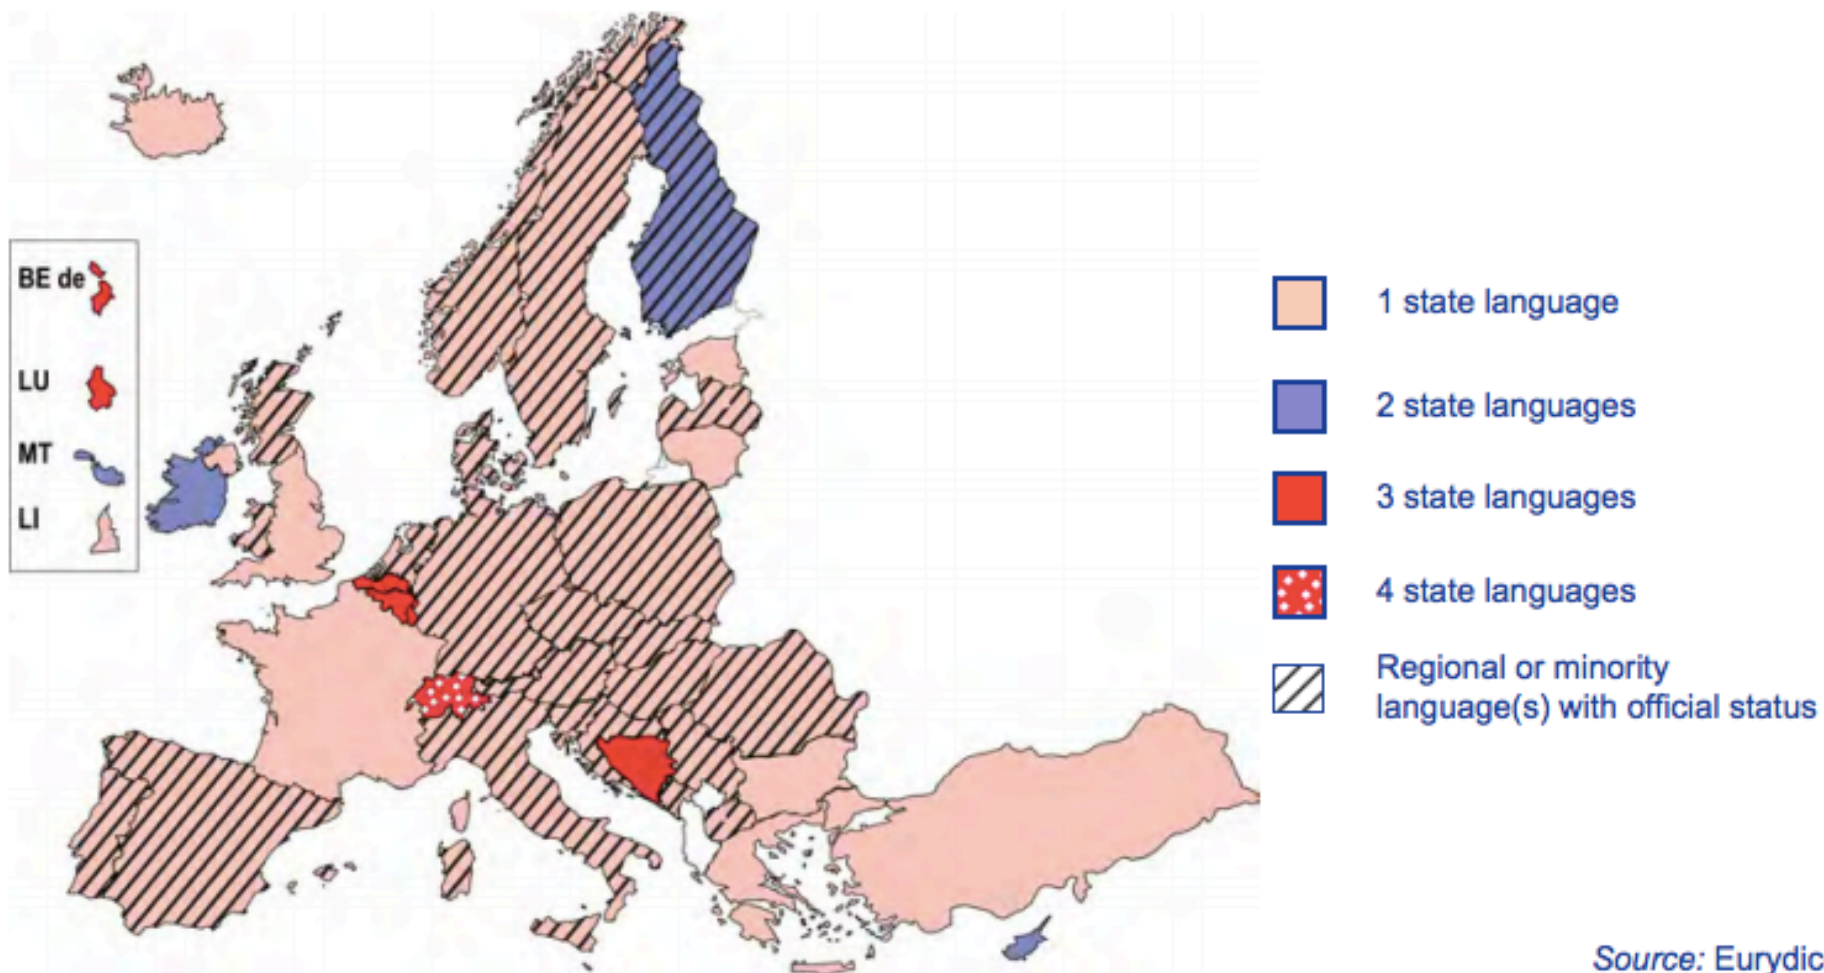 BE de
LU
MT
LI
1 state language
2 state languages
3 state languages
4 state languages
Regional or minority
language(s) with official status
Source: Eurydic